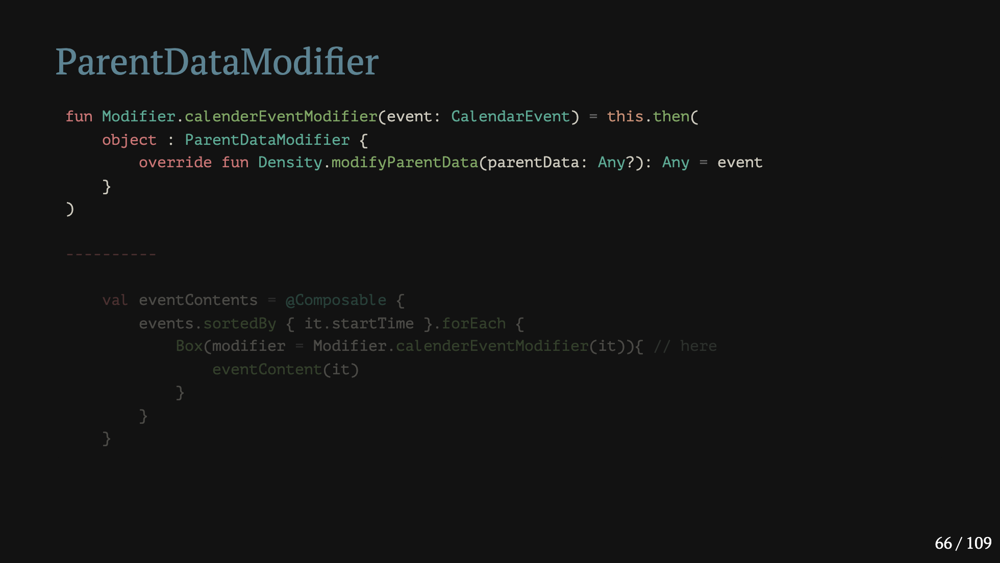 ParentDataModifier
fun Modifier.calenderEventModifier(event: CalendarEvent) = this.then(
    object : ParentDataModifier {
        override fun Density.modifyParentData(parentData: Any?): Any = event
    }
)
----------
    val eventContents = @Composable {
        events.sortedBy { it.startTime }.forEach {
            Box(modifier = Modifier.calenderEventModifier(it)){ // here
                eventContent(it)
            }
        }
    }
66 / 109